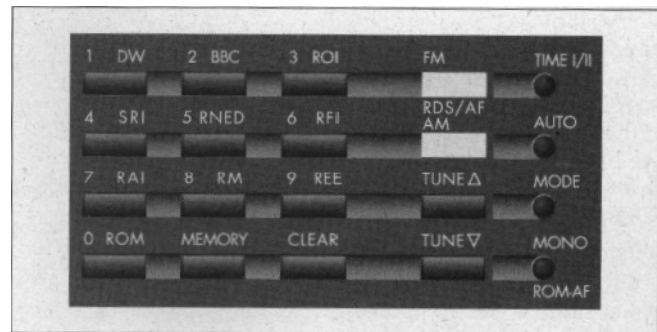 1 DW 2 BBC 3 ROI FM TIME I/II
RDS/AF
4 SRI 5 RNED 6 RFI AM AUTO
7 RAI 8 RM 9 REE TUNE△ MODE
0 ROM MEMORY CLEAR TUNE▽ MONO
ROM-AF